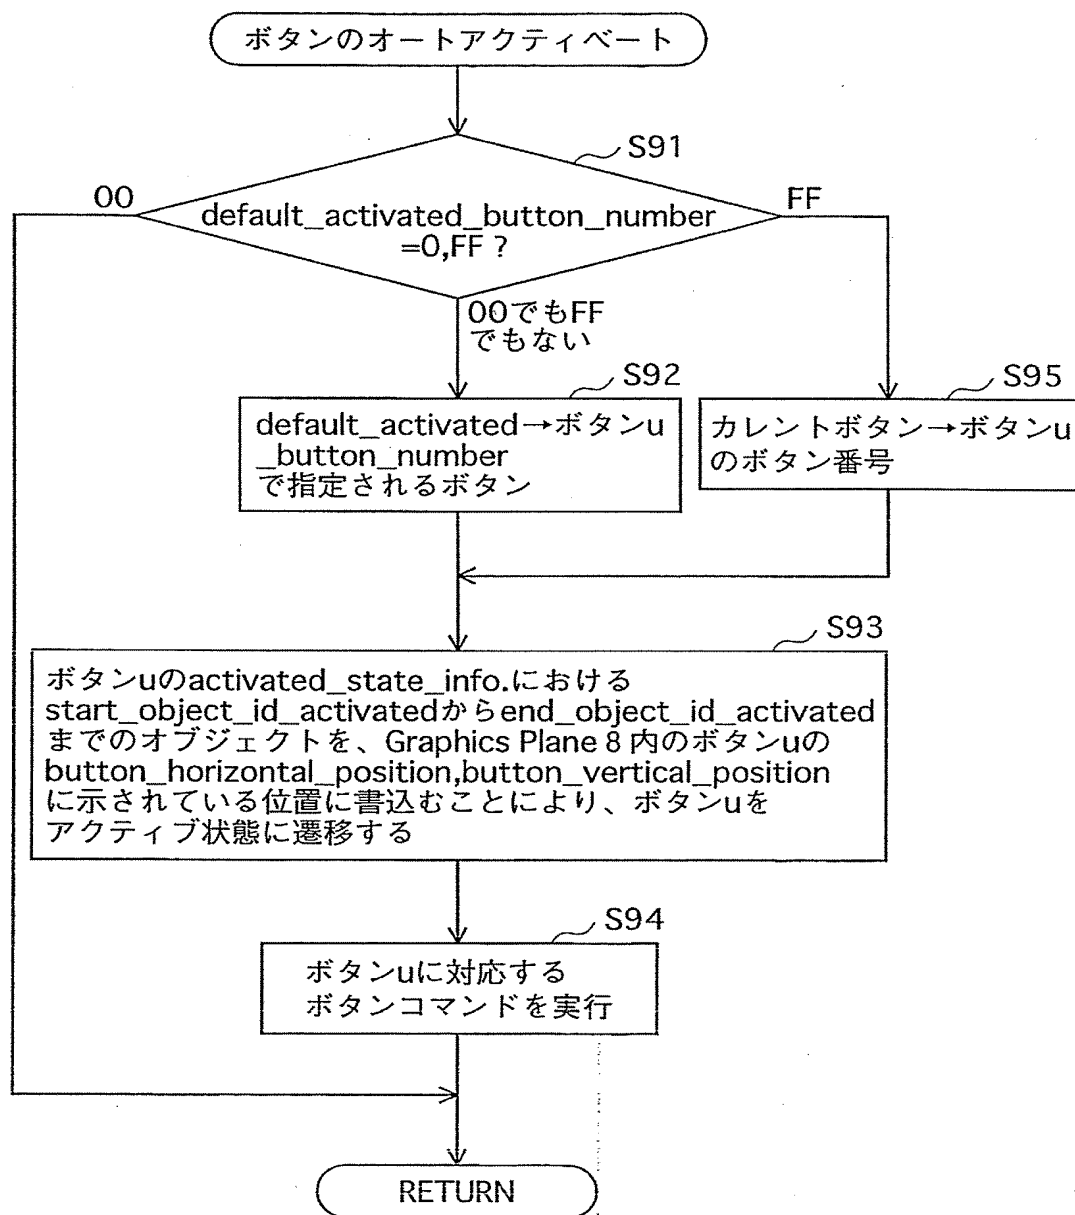 ボタンのオートアクティベート
S91
00
FF
default_activated_button_number
=0,FF ?
00でもFF
でもない
S92
default_activated→ボタンu
_button_number
で指定されるボタン
S95
カレントボタン→ボタンu
のボタン番号
S93
ボタンuのactivated_state_info.における
start_object_id_activatedからend_object_id_activated
までのオブジェクトを、Graphics Plane 8 内のボタンuの
button_horizontal_position,button_vertical_position
に示されている位置に書込むことにより、ボタンuを
アクティブ状態に遷移する
S94
ボタンuに対応する
ボタンコマンドを実行
RETURN